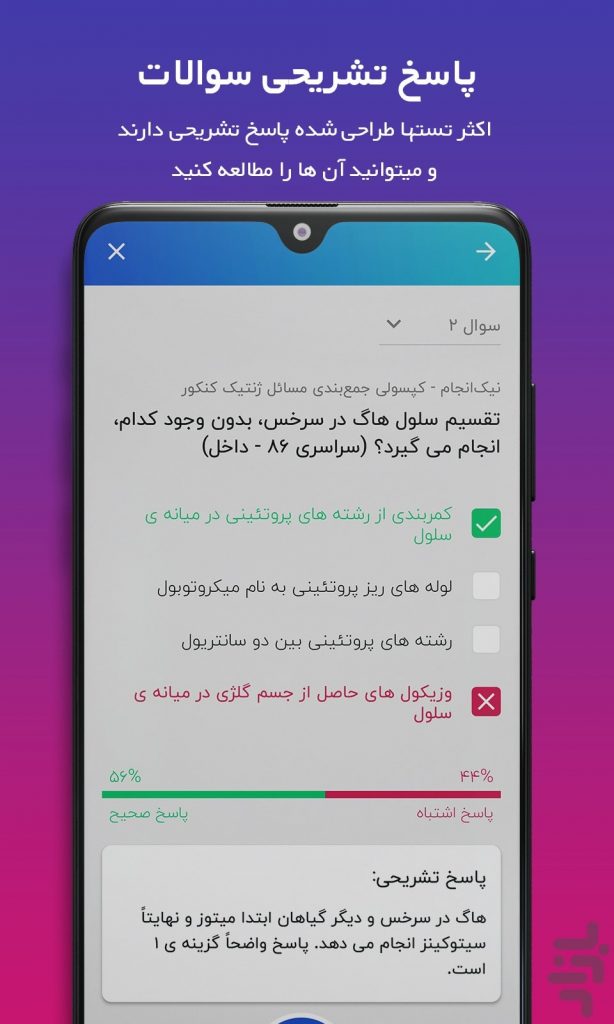 پاسخ تشریحی سوالات
اکثر تستها طراحی شده پاسخ تشریحی دارند
و میتوانید آن ها را مطالعه کنید
سوال ۲
نیک‌انجام - کپسولی جمع‌بندی مسائل ژنتیک کنکور
تقسیم سلول هاگ در سرخس، بدون وجود کدام،
انجام می گیرد؟ (سراسری ۸۶ - داخل)
کمربندی از رشته های پروتئینی در میانه ی
سلول
لوله های ریز پروتئینی به نام میکروتوبول
رشته های پروتئینی بین دو سانتریول
وزیکول های حاصل از جسم گلژی در میانه ی
سلول
۴۴% ۵۶%
پاسخ اشتباه پاسخ صحیح
پاسخ تشریحی:
هاگ در سرخس و دیگر گیاهان ابتدا میتوز و نهایتاً
سیتوکینز انجام می دهد. پاسخ واضحاً گزینه ی ۱
است.
بازار